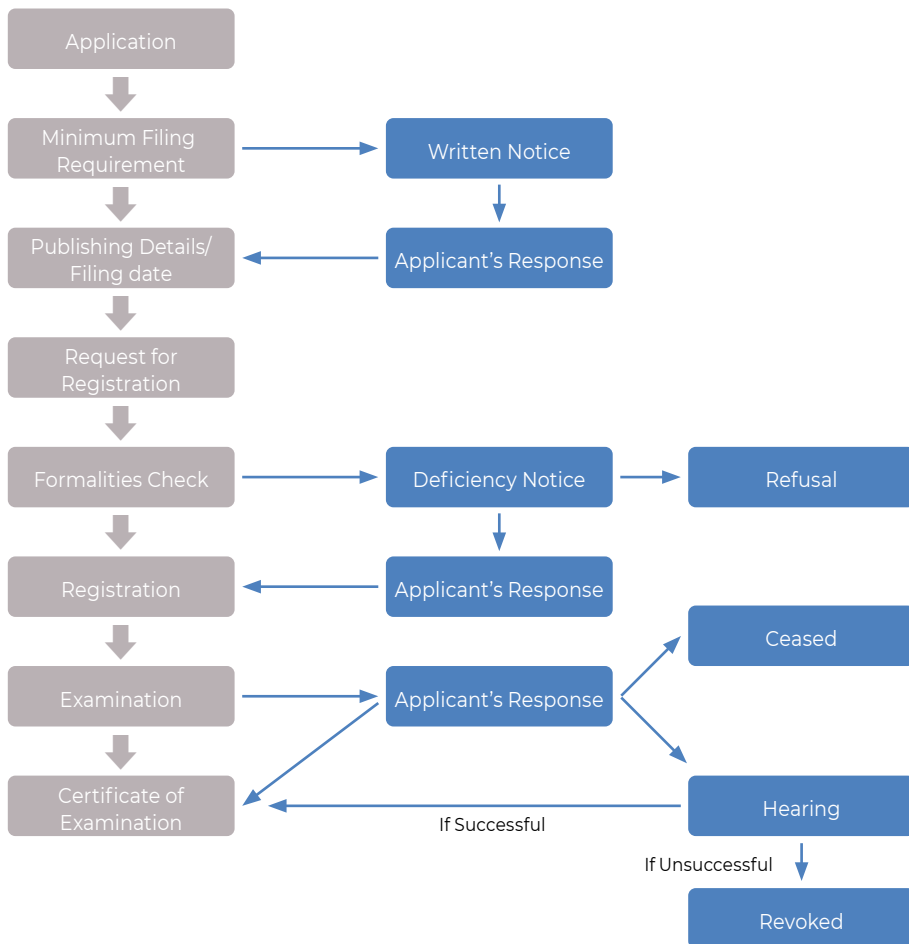 Application
Minimum Filing
Requirement
Written Notice
Publishing Details/
Filing date
Applicant's Response
Request for
Registration
Formalities Check
Deficiency Notice
Refusal
Registration
Applicant's Response
Ceased
Examination
Applicant's Response
Certificate of
Examination
If Successful
Hearing
If Unsuccessful
Revoked